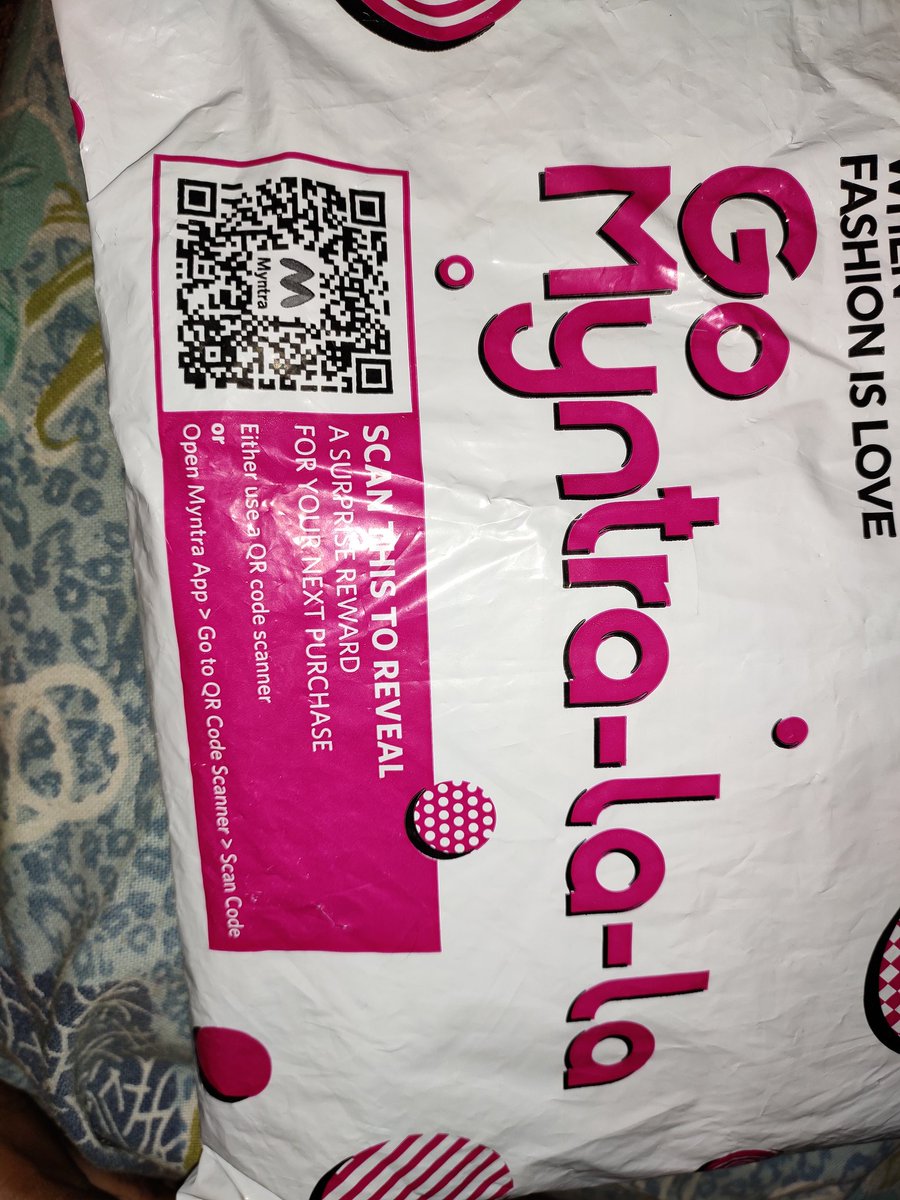 FASHION IS LOVE
Go
Myntra-la-la
Myntra
SCAN THIS TO REVEAL
A SURPRISE REWARD
FOR YOUR NEXT PURCHASE
Either use a QR code scanner
or
Open Myntra App > Go to QR Code Scanner > Scan Code